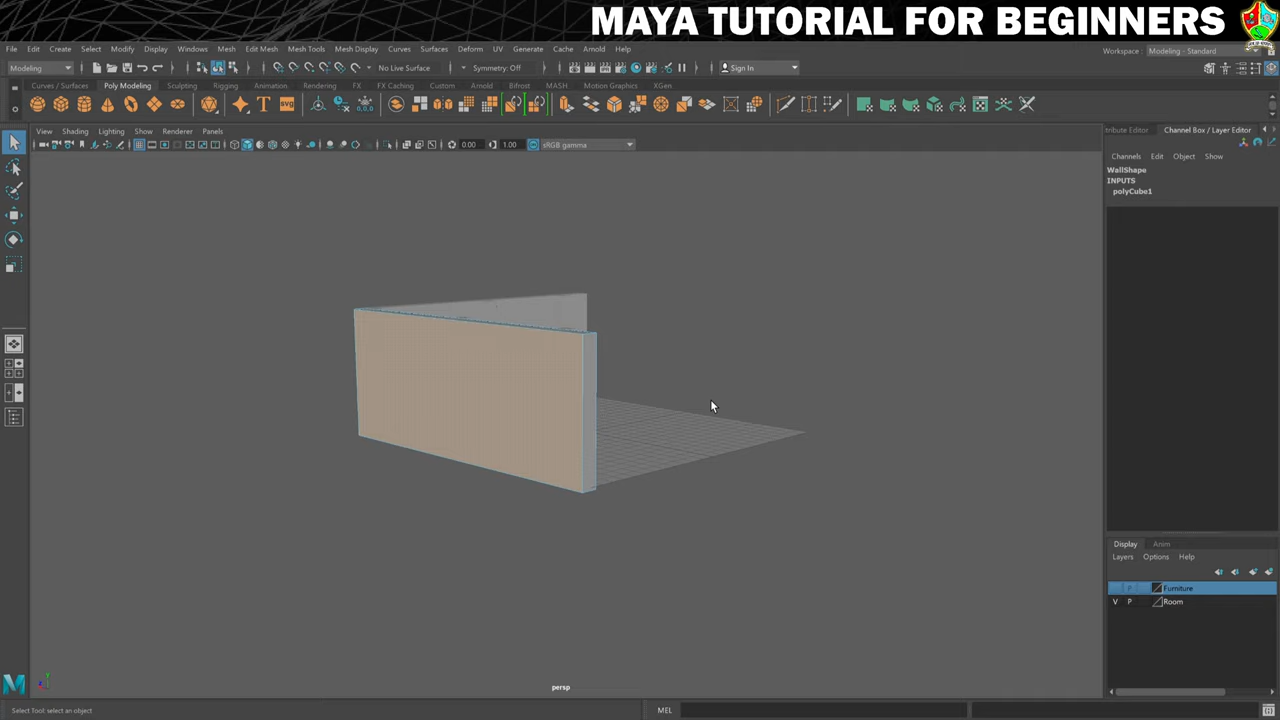 MAYA TUTORIAL FOR BEGINNERS
File Edit Create Select Modify Display Windows Mesh Edit Mesh Mesh Tools Mesh Display Curves Surfaces Deform UV Generate Cache Arnold Help
Workspace : Modeling - Standard
Modeling No Live Surface Symmetry: Off Sign In
Curves / Surfaces Poly Modeling Sculpting Rigging Animation Rendering FX FX Caching Custom Arnold Bifrost MASH Motion Graphics XGen
View Shading Lighting Show Renderer Panels
tribute Editor Channel Box / Layer Editor
0.00 1.00 sRGB gamma
Channels Edit Object Show
WallShape
INPUTS
polyCube1
Display Anim
Layers Options Help
P Furniture
V P Room
persp
Select Tool: select an object
MEL